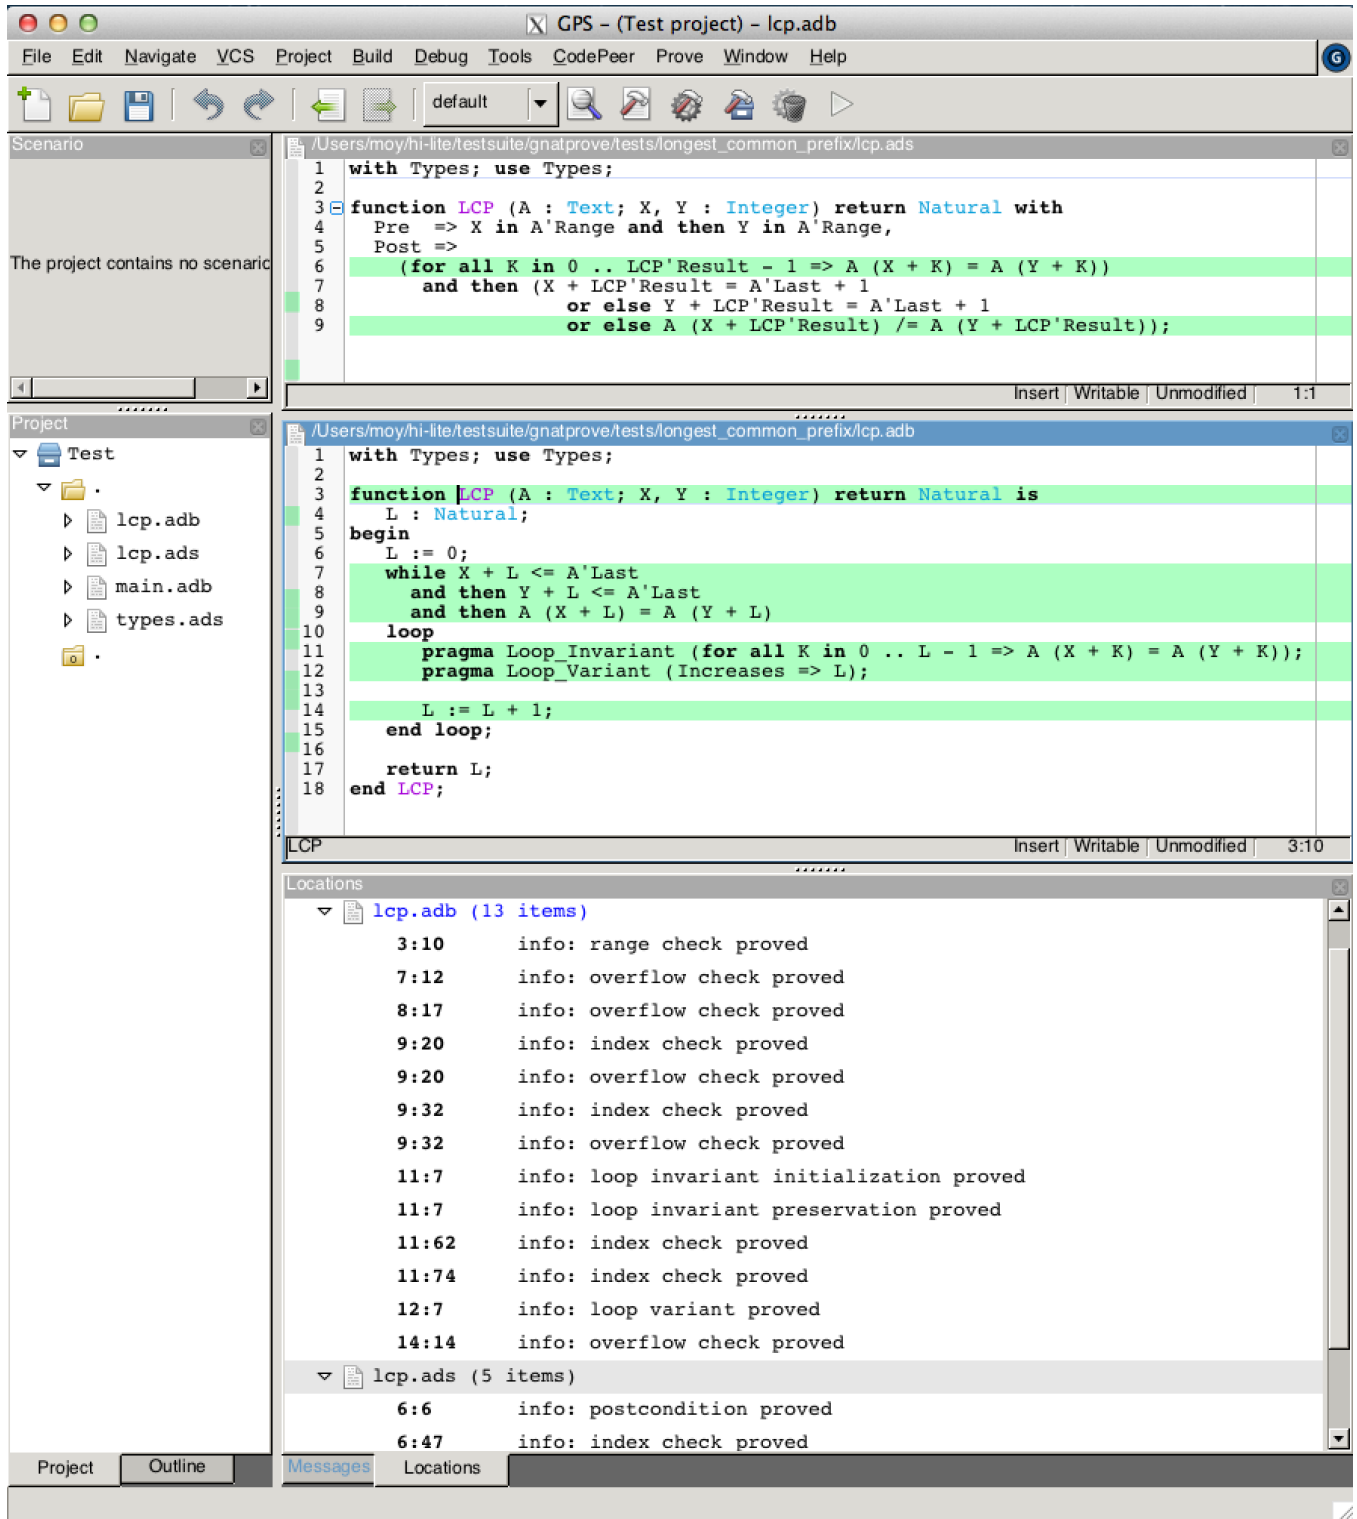 GPS – (Test project) – lcp.adb
File Edit Navigate VCS Project Build Debug Tools CodePeer Prove Window Help
default
Scenario
The project contains no scenaric
Project
Test
.
lcp.adb
lcp.ads
main.adb
types.ads
.
Project Outline
/Users/moy/hi-lite/testsuite/gnatprove/tests/longest_common_prefix/lcp.ads
1 with Types; use Types;
2
3 function LCP (A : Text; X, Y : Integer) return Natural with
4 Pre => X in A'Range and then Y in A'Range,
5 Post =>
6 (for all K in 0 .. LCP'Result - 1 => A (X + K) = A (Y + K))
7 and then (X + LCP'Result = A'Last + 1
8 or else Y + LCP'Result = A'Last + 1
9 or else A (X + LCP'Result) /= A (Y + LCP'Result));
Insert Writable Unmodified 1:1
/Users/moy/hi-lite/testsuite/gnatprove/tests/longest_common_prefix/lcp.adb
1 with Types; use Types;
2
3 function LCP (A : Text; X, Y : Integer) return Natural is
4 L : Natural;
5 begin
6 L := 0;
7 while X + L <= A'Last
8 and then Y + L <= A'Last
9 and then A (X + L) = A (Y + L)
10 loop
11 pragma Loop_Invariant (for all K in 0 .. L - 1 => A (X + K) = A (Y + K));
12 pragma Loop_Variant (Increases => L);
13
14 L := L + 1;
15 end loop;
16
17 return L;
18 end LCP;
LCP Insert Writable Unmodified 3:10
Locations
lcp.adb (13 items)
3:10 info: range check proved
7:12 info: overflow check proved
8:17 info: overflow check proved
9:20 info: index check proved
9:20 info: overflow check proved
9:32 info: index check proved
9:32 info: overflow check proved
11:7 info: loop invariant initialization proved
11:7 info: loop invariant preservation proved
11:62 info: index check proved
11:74 info: index check proved
12:7 info: loop variant proved
14:14 info: overflow check proved
lcp.ads (5 items)
6:6 info: postcondition proved
6:47 info: index check proved
Messages Locations